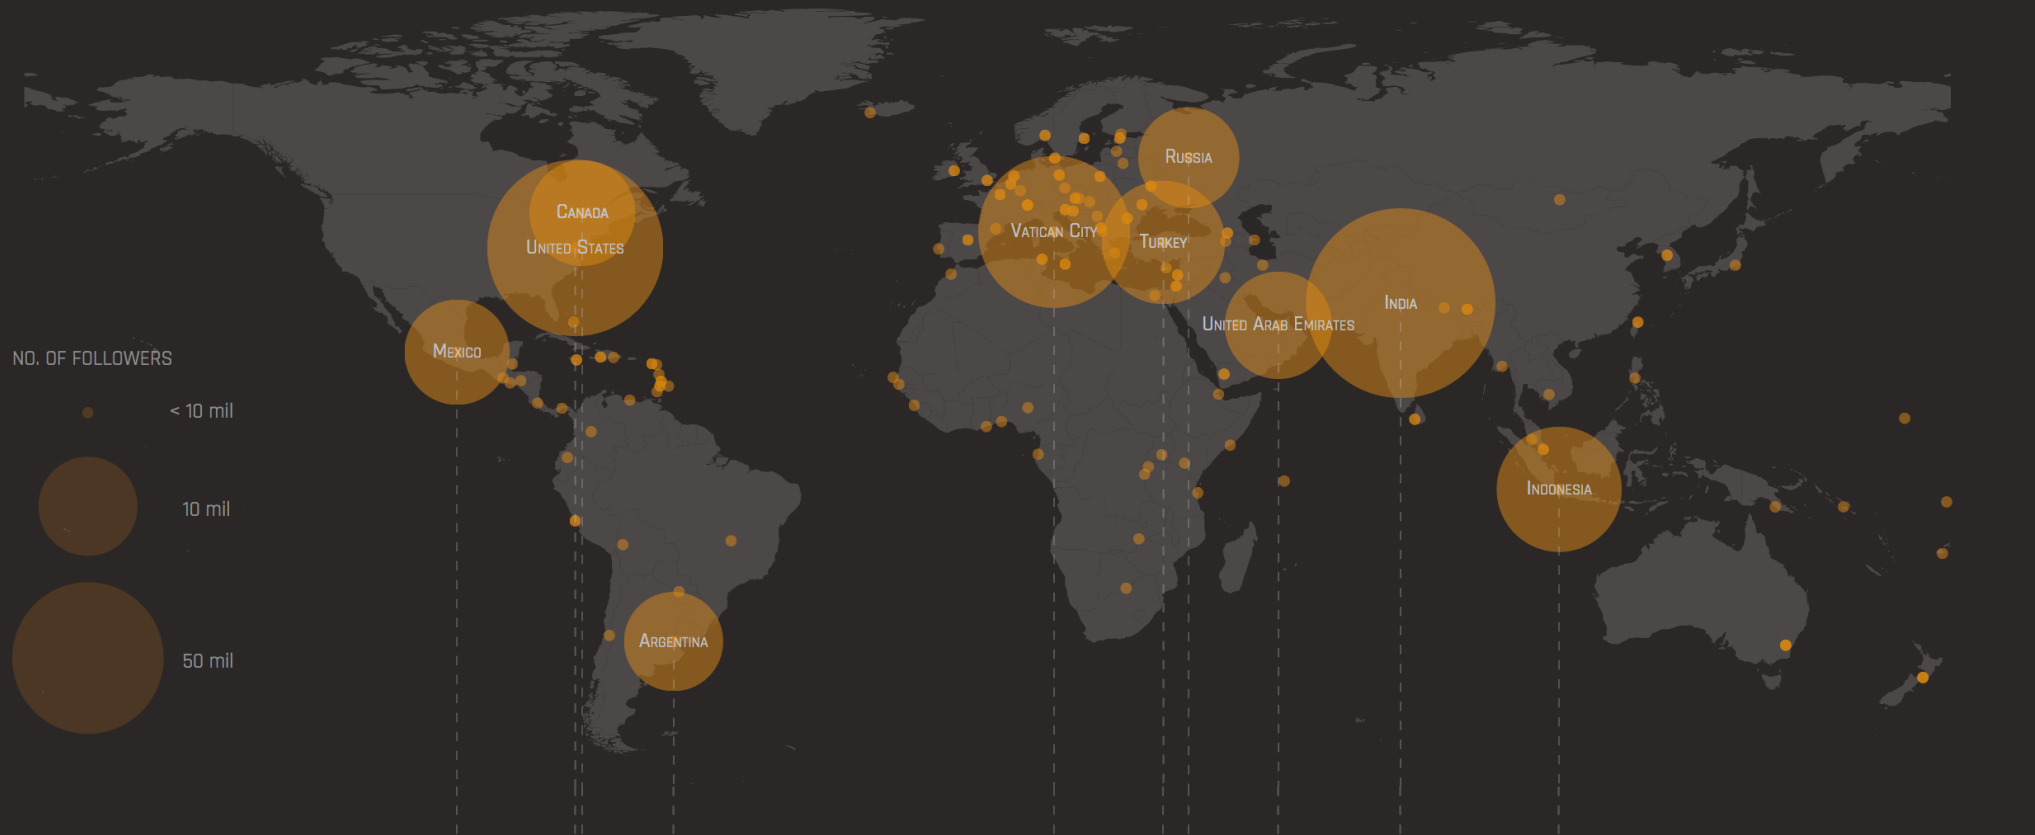 Russia
Canada
Vatican City
Turkey
United States
India
United Arab Emirates
Mexico
NO. OF FOLLOWERS
< 10 mil
Indonesia
10 mil
Argentina
50 mil